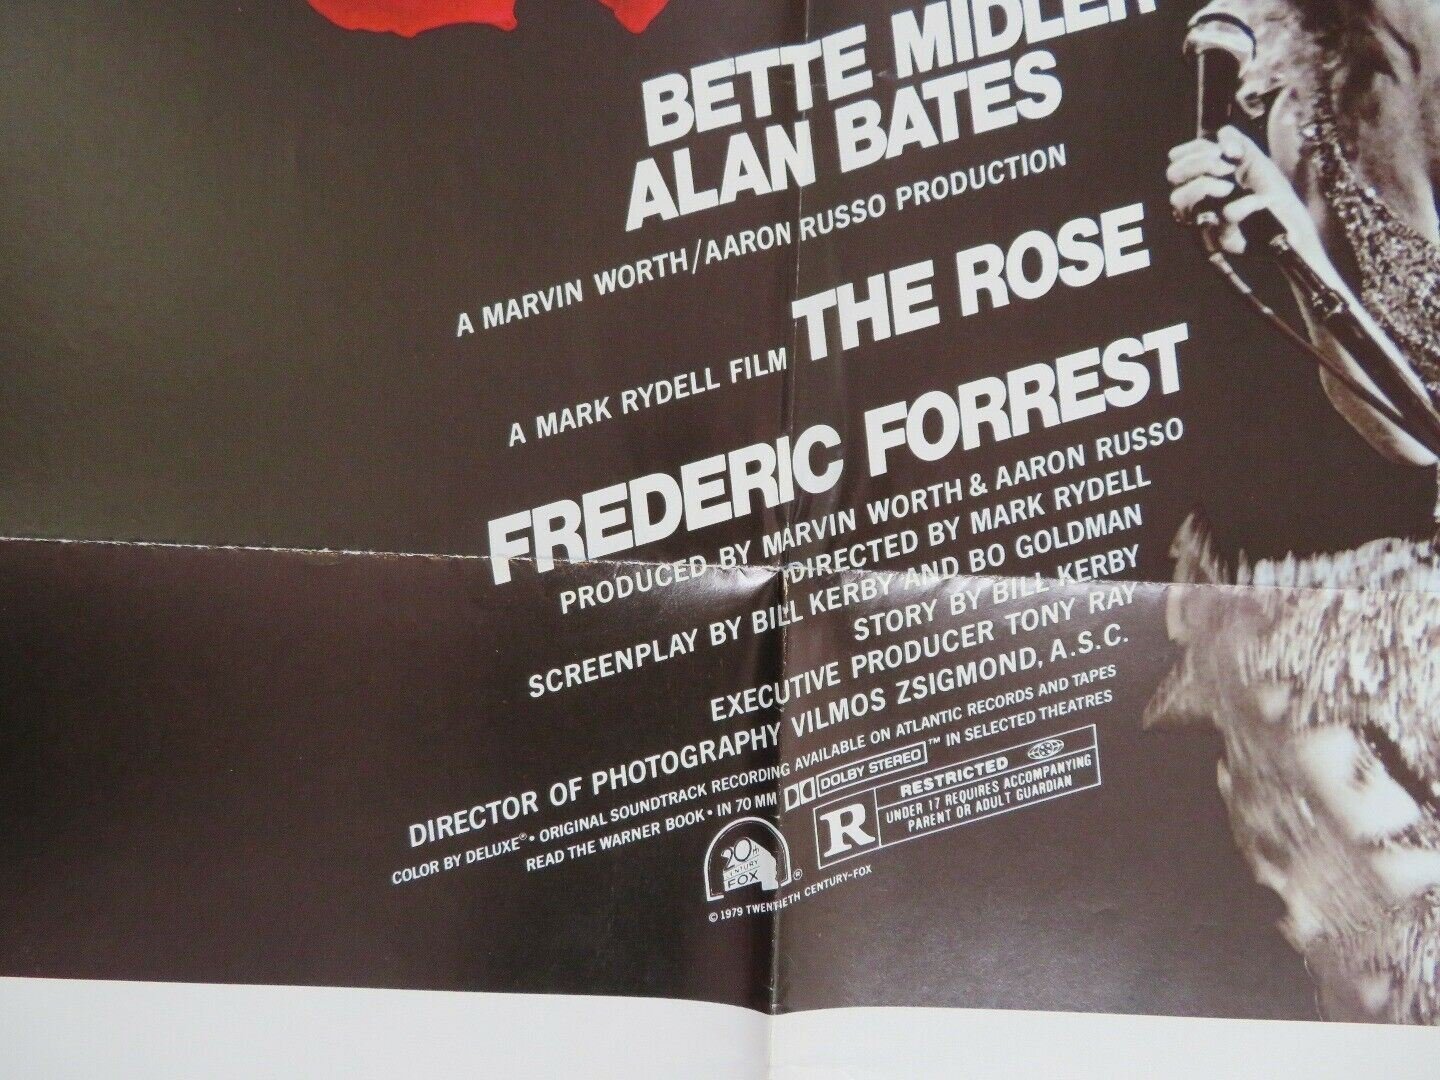 BETTE MIDLER
ALAN BATES
A MARVIN WORTH/AARON RUSSO PRODUCTION
A MARK RYDELL FILM THE ROSE
FREDERIC FORREST
PRODUCED BY MARVIN WORTH & AARON RUSSO
DIRECTED BY MARK RYDELL
SCREENPLAY BY BILL KERBY AND BO GOLDMAN
STORY BY BILL KERBY
EXECUTIVE PRODUCER TONY RAY
DIRECTOR OF PHOTOGRAPHY VILMOS ZSIGMOND, A.S.C.
COLOR BY DELUXE® • ORIGINAL SOUNDTRACK RECORDING AVAILABLE ON ATLANTIC RECORDS AND TAPES
READ THE WARNER BOOK • IN 70 MM DOLBY STEREO ™ IN SELECTED THEATRES
R RESTRICTED
UNDER 17 REQUIRES ACCOMPANYING
PARENT OR ADULT GUARDIAN
20th
CENTURY
FOX ®
© 1979 TWENTIETH CENTURY-FOX